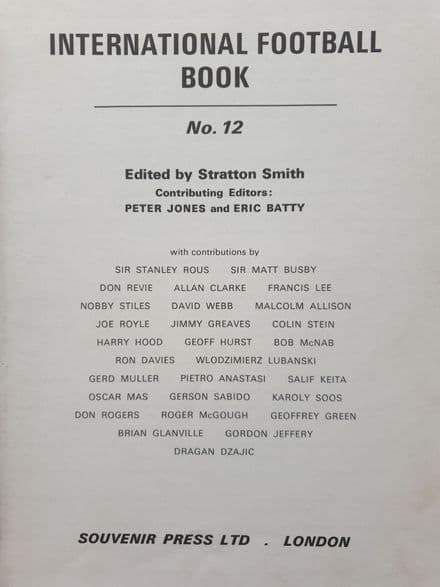 INTERNATIONAL FOOTBALL
BOOK
No. 12
Edited by Stratton Smith
Contributing Editors:
PETER JONES and ERIC BATTY
with contributions by
SIR STANLEY ROUS SIR MATT BUSBY
DON REVIE ALLAN CLARKE FRANCIS LEE
NOBBY STILES DAVID WEBB MALCOLM ALLISON
JOE ROYLE JIMMY GREAVES COLIN STEIN
HARRY HOOD GEOFF HURST BOB McNAB
RON DAVIES WLODZIMIERZ LUBANSKI
GERD MULLER PIETRO ANASTASI SALIF KEITA
OSCAR MAS GERSON SABIDO KAROLY SOOS
DON ROGERS ROGER McGOUGH GEOFFREY GREEN
BRIAN GLANVILLE GORDON JEFFERY
DRAGAN DZAJIC
SOUVENIR PRESS LTD . LONDON